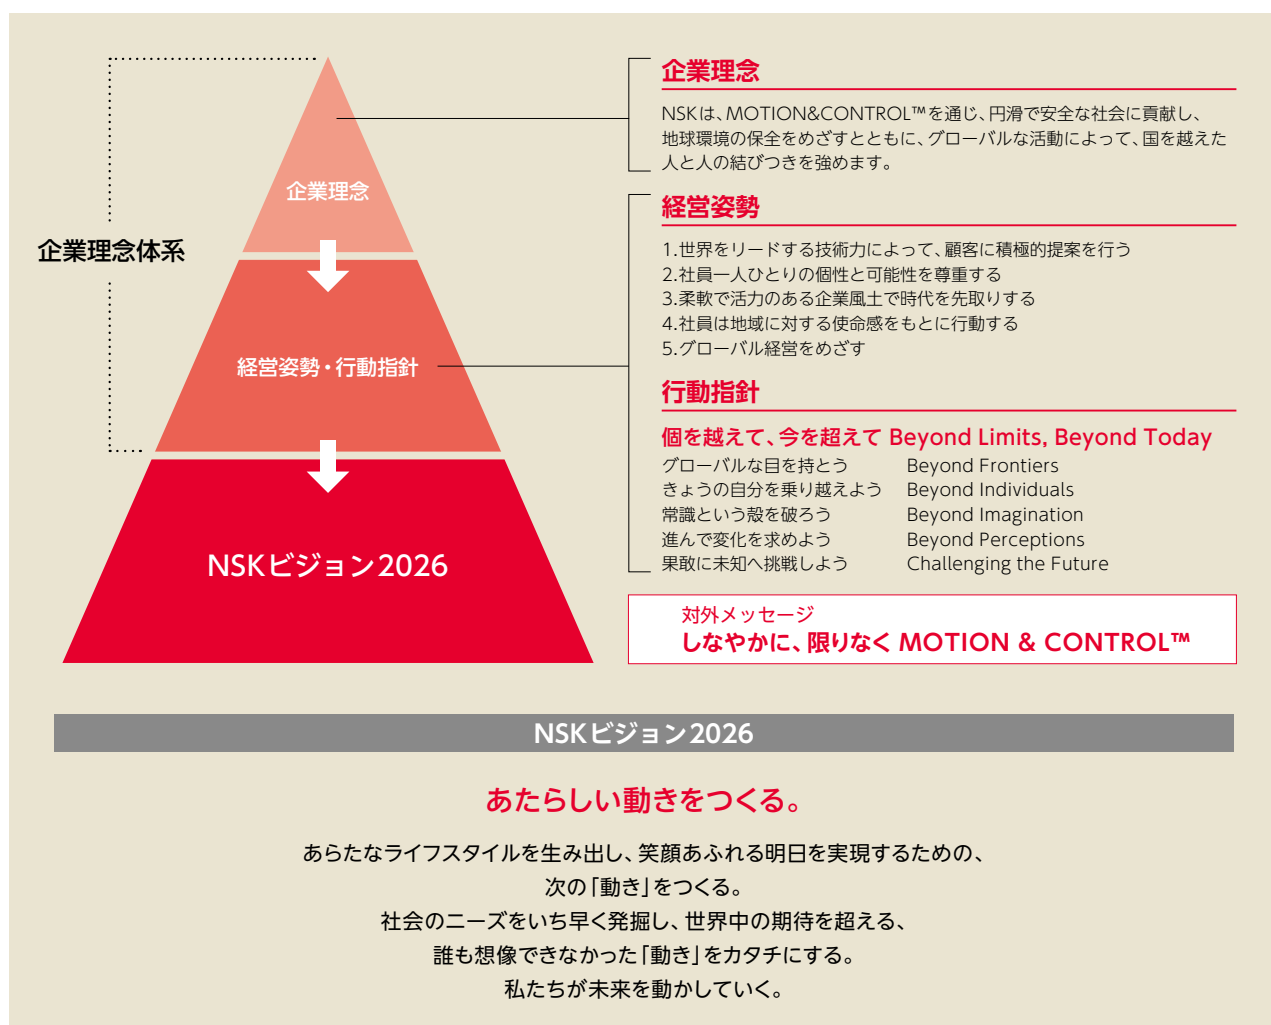 企業理念体系
企業理念
経営姿勢・行動指針
NSKビジョン2026
企業理念
NSKは、MOTION&CONTROL™を通じ、円滑で安全な社会に貢献し、
地球環境の保全をめざすとともに、グローバルな活動によって、国を越えた
人と人の結びつきを強めます。
経営姿勢
1.世界をリードする技術力によって、顧客に積極的提案を行う
2.社員一人ひとりの個性と可能性を尊重する
3.柔軟で活力のある企業風土で時代を先取りする
4.社員は地域に対する使命感をもとに行動する
5.グローバル経営をめざす
行動指針
個を越えて、今を超えて Beyond Limits, Beyond Today
グローバルな目を持とう Beyond Frontiers
きょうの自分を乗り越えよう Beyond Individuals
常識という殻を破ろう Beyond Imagination
進んで変化を求めよう Beyond Perceptions
果敢に未知へ挑戦しよう Challenging the Future
対外メッセージ
しなやかに、限りなく MOTION & CONTROL™
NSKビジョン2026
あたらしい動きをつくる。
あらたなライフスタイルを生み出し、笑顔あふれる明日を実現するための、
次の「動き」をつくる。
社会のニーズをいち早く発掘し、世界中の期待を超える、
誰も想像できなかった「動き」をカタチにする。
私たちが未来を動かしていく。